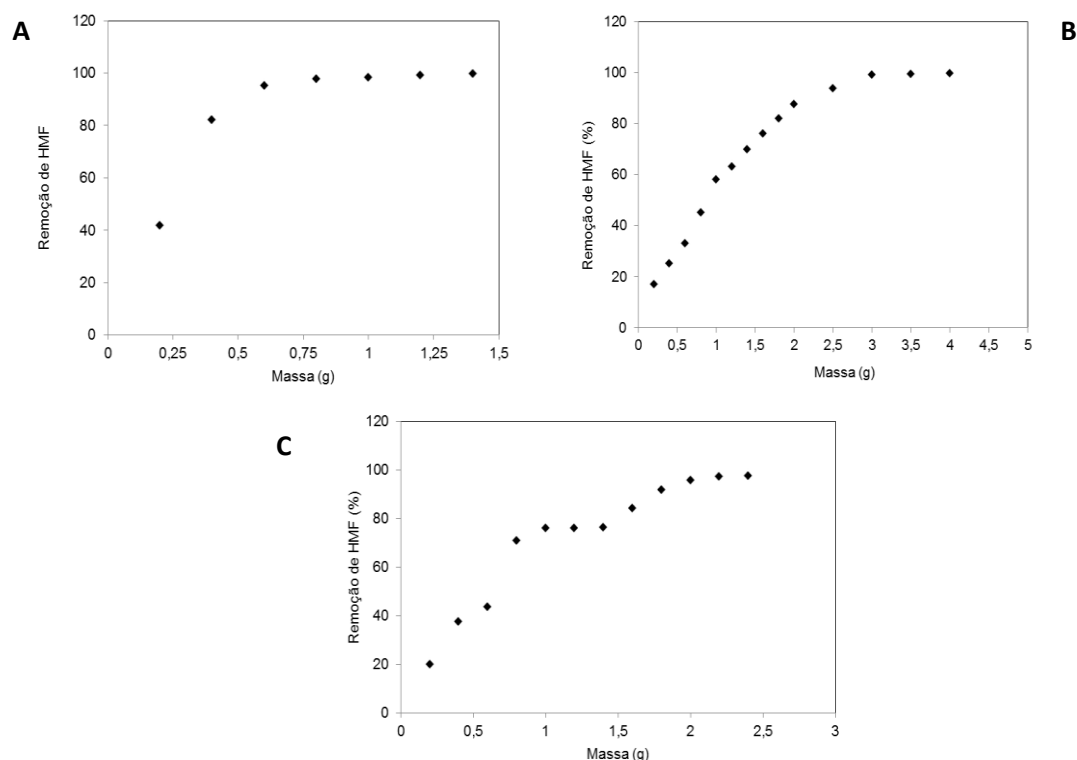 A
120
100
80
60
40
20
0
Remoção de HMF
0 0,25 0,5 0,75 1 1,25 1,5
Massa (g)
B
120
100
80
60
40
20
0
Remoção de HMF (%)
0 0,5 1 1,5 2 2,5 3 3,5 4 4,5 5
Massa (g)
C
120
100
80
60
40
20
0
Remoção de HMF (%)
0 0,5 1 1,5 2 2,5 3
Massa (g)